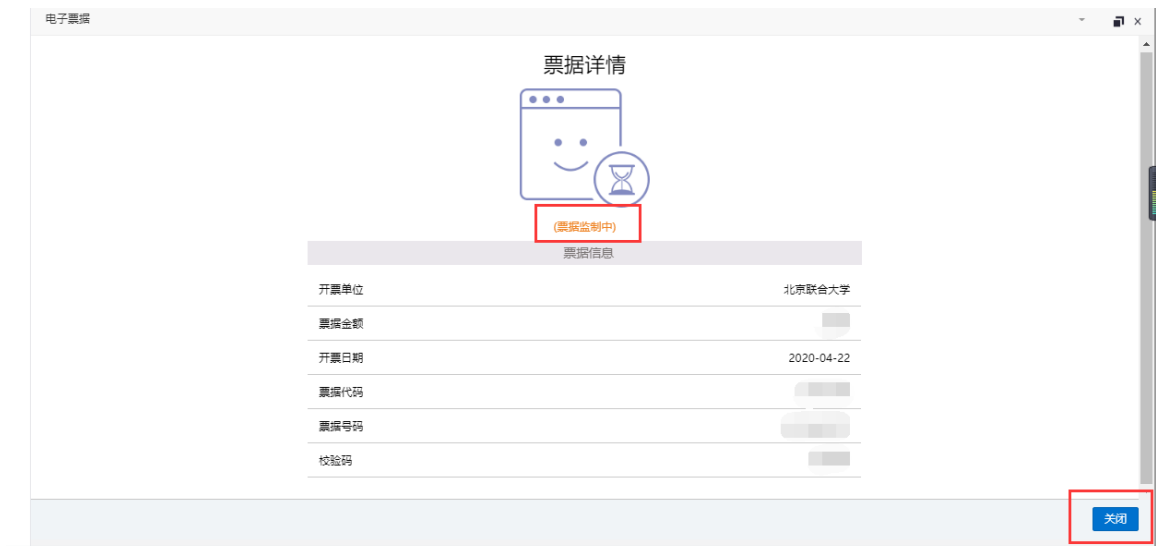 电子票据
票据详情
(票据监制中)
票据信息
开票单位 北京联合大学
票据金额
开票日期 2020-04-22
票据代码
票据号码
校验码
关闭